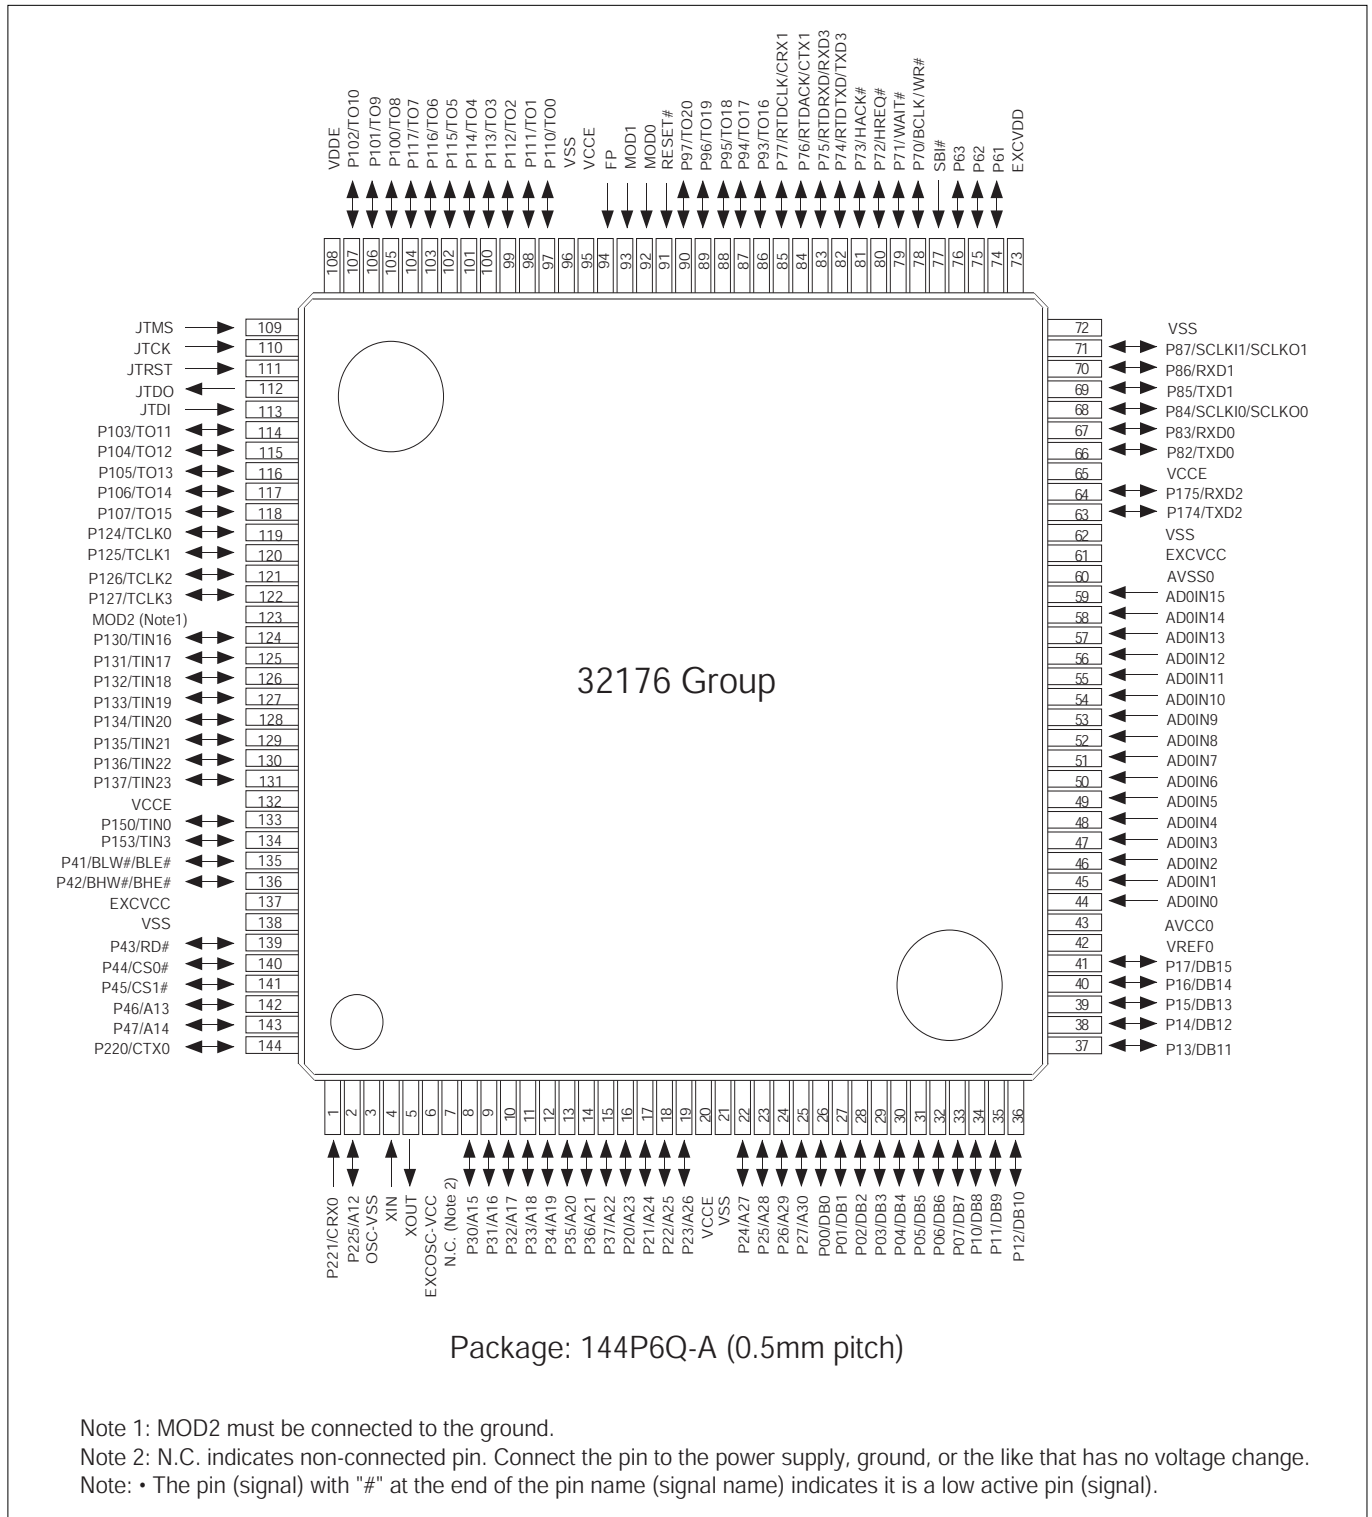 VDDE
P102/TO10
P101/TO9
P100/TO8
P117/TO7
P116/TO6
P115/TO5
P114/TO4
P113/TO3
P112/TO2
P111/TO1
P110/TO0
VSS
VCCE
FP
MOD1
MOD0
RESET#
P97/TO20
P96/TO19
P95/TO18
P94/TO17
P93/TO16
P77/RTDCLK/CRX1
P76/RTDACK/CTX1
P75/RTDRXD/RXD3
P74/RTDTXD/TXD3
P73/HACK#
P72/HREQ#
P71/WAIT#
P70/BCLK/WR#
SBI#
P63
P62
P61
EXCVDD
108
107
106
105
104
103
102
101
100
99
98
97
96
95
94
93
92
91
90
89
88
87
86
85
84
83
82
81
80
79
78
77
76
75
74
73
JTMS 109
JTCK 110
JTRST 111
JTDO 112
JTDI 113
P103/TO11 114
P104/TO12 115
P105/TO13 116
P106/TO14 117
P107/TO15 118
P124/TCLK0 119
P125/TCLK1 120
P126/TCLK2 121
P127/TCLK3 122
MOD2 (Note1) 123
P130/TIN16 124
P131/TIN17 125
P132/TIN18 126
P133/TIN19 127
P134/TIN20 128
P135/TIN21 129
P136/TIN22 130
P137/TIN23 131
VCCE 132
P150/TIN0 133
P153/TIN3 134
P41/BLW#/BLE# 135
P42/BHW#/BHE# 136
EXCVCC 137
VSS 138
P43/RD# 139
P44/CS0# 140
P45/CS1# 141
P46/A13 142
P47/A14 143
P220/CTX0 144
32176 Group
72 VSS
71 P87/SCLKI1/SCLKO1
70 P86/RXD1
69 P85/TXD1
68 P84/SCLKI0/SCLKO0
67 P83/RXD0
66 P82/TXD0
65 VCCE
64 P175/RXD2
63 P174/TXD2
62 VSS
61 EXCVCC
60 AVSS0
59 AD0IN15
58 AD0IN14
57 AD0IN13
56 AD0IN12
55 AD0IN11
54 AD0IN10
53 AD0IN9
52 AD0IN8
51 AD0IN7
50 AD0IN6
49 AD0IN5
48 AD0IN4
47 AD0IN3
46 AD0IN2
45 AD0IN1
44 AD0IN0
43 AVCC0
42 VREF0
41 P17/DB15
40 P16/DB14
39 P15/DB13
38 P14/DB12
37 P13/DB11
1
2
3
4
5
6
7
8
9
10
11
12
13
14
15
16
17
18
19
20
21
22
23
24
25
26
27
28
29
30
31
32
33
34
35
36
P221/CRX0
P225/A12
OSC-VSS
XIN
XOUT
EXCOSC-VCC
N.C. (Note 2)
P30/A15
P31/A16
P32/A17
P33/A18
P34/A19
P35/A20
P36/A21
P37/A22
P20/A23
P21/A24
P22/A25
P23/A26
VCCE
VSS
P24/A27
P25/A28
P26/A29
P27/A30
P00/DB0
P01/DB1
P02/DB2
P03/DB3
P04/DB4
P05/DB5
P06/DB6
P07/DB7
P10/DB8
P11/DB9
P12/DB10
Package: 144P6Q-A (0.5mm pitch)
Note 1: MOD2 must be connected to the ground.
Note 2: N.C. indicates non-connected pin. Connect the pin to the power supply, ground, or the like that has no voltage change.
Note: • The pin (signal) with "#" at the end of the pin name (signal name) indicates it is a low active pin (signal).